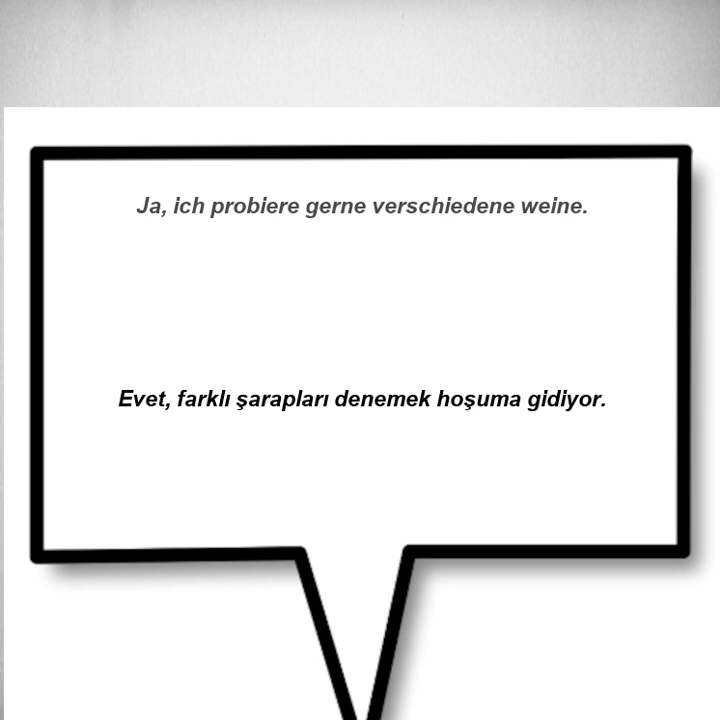 Ja, ich probiere gerne verschiedene weine.
Evet, farklı şarapları denemek hoşuma gidiyor.